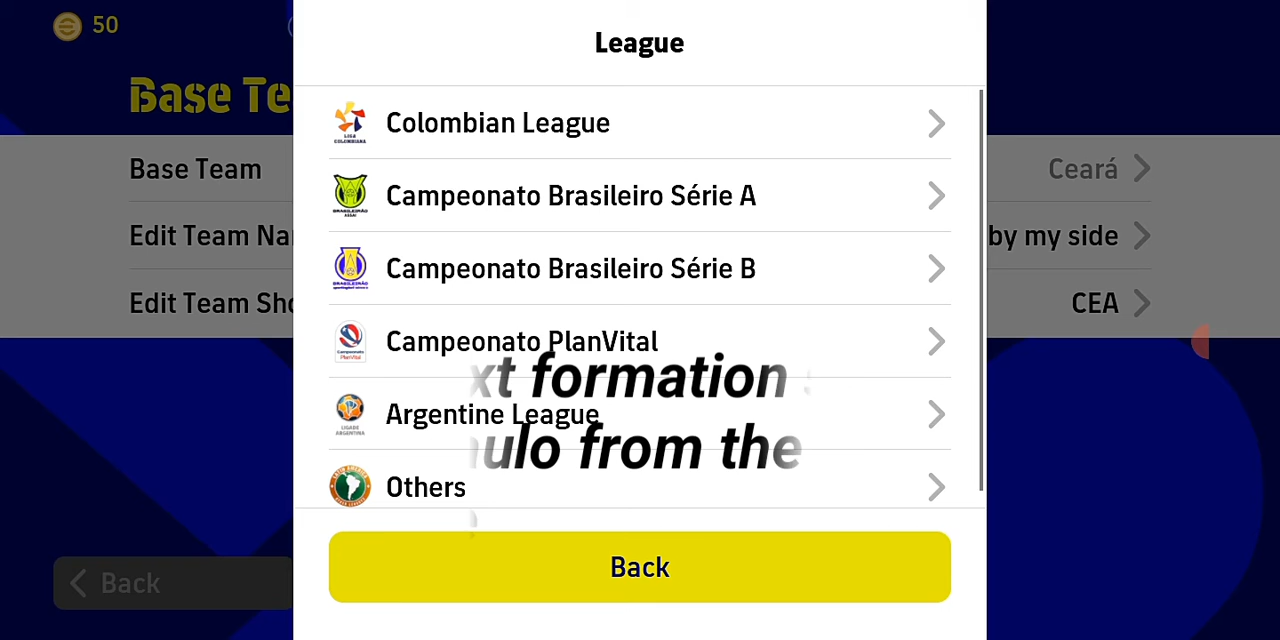 50
League
Base Te
Colombian League
Base Team
Ceará
Campeonato Brasileiro Série A
Edit Team Na
by my side
Campeonato Brasileiro Série B
Edit Team Sho
CEA
Campeonato PlanVital
xt formation
Argentine League
ulo from the
Others
Back
Back